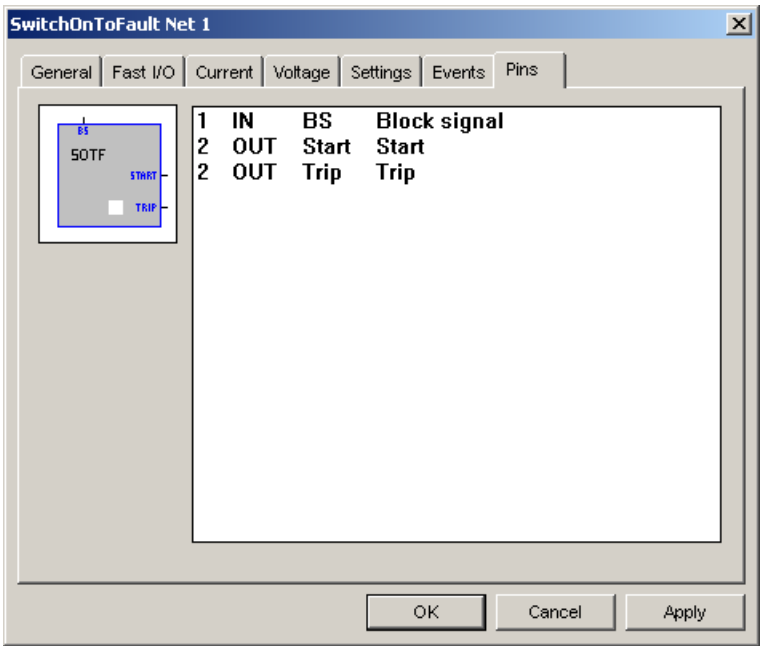 SwitchOnToFault Net 1
General Fast I/O Current Voltage Settings Events Pins
BS
SOTF
START
TRIP
1 IN BS Block signal
2 OUT Start Start
2 OUT Trip Trip
OK Cancel Apply